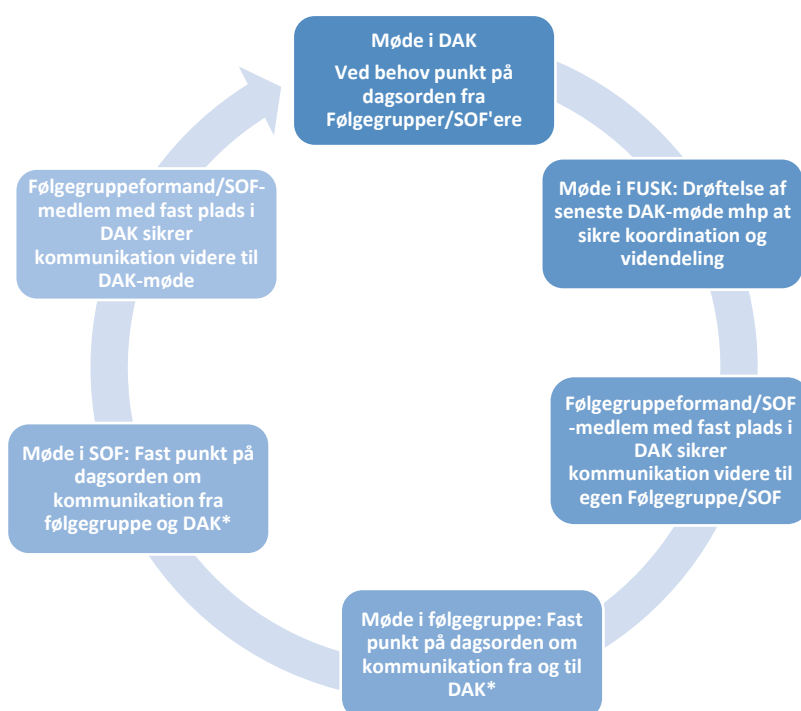 Møde i DAK
Ved behov punkt på
dagsorden fra
Følgegrupper/SOF'ere
Møde i FUSK: Drøftelse af
seneste DAK-møde mhp at
sikre koordination og
videndeling
Følgegruppeformand/SOF
-medlem med fast plads i
DAK sikrer
kommunikation videre til
egen Følgegruppe/SOF
Møde i følgegruppe: Fast
punkt på dagsorden om
kommunikation fra og til
DAK*
Møde i SOF: Fast punkt på
dagsorden om
kommunikation fra
følgegruppe og DAK*
Følgegruppeformand/SOF-
medlem med fast plads i
DAK sikrer
kommunikation videre til
DAK-møde